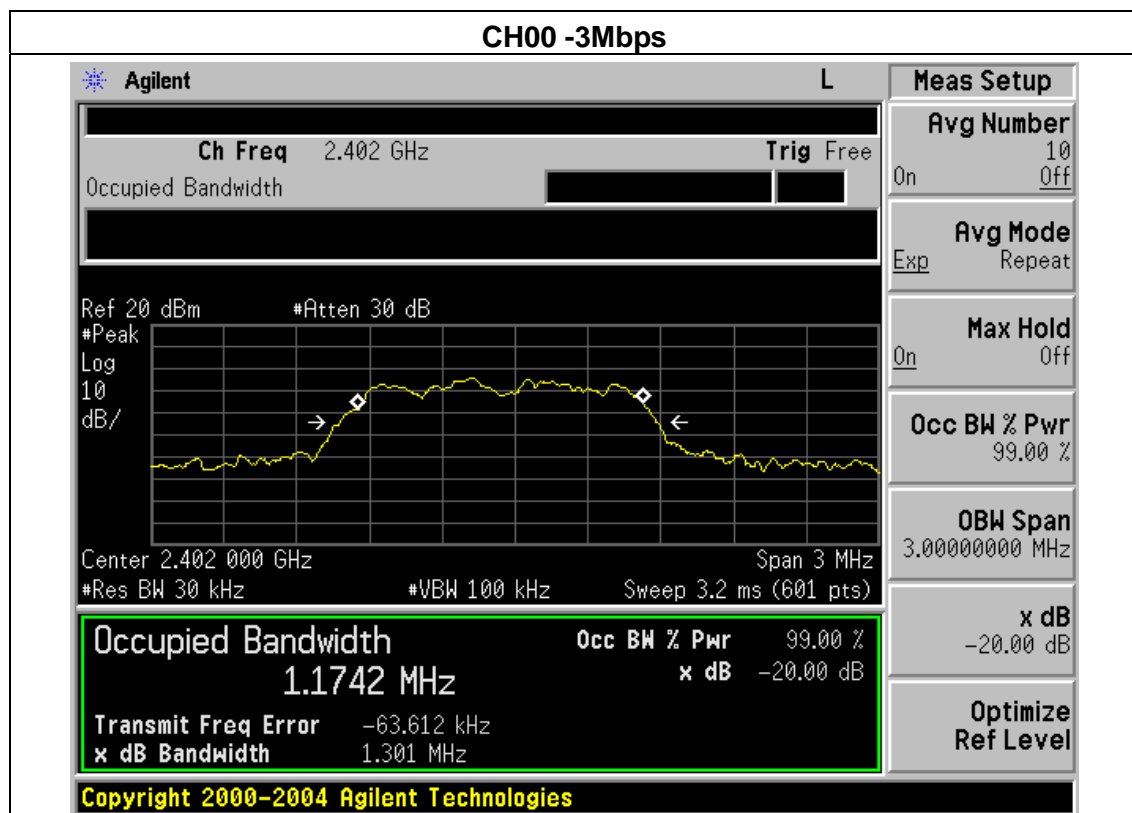 CH00 -3Mbps
Agilent L
Ch Freq 2.402 GHz Trig Free
Occupied Bandwidth
Ref 20 dBm #Atten 30 dB
#Peak
Log
10
dB/
Center 2.402 000 GHz Span 3 MHz
#Res BW 30 kHz #VBW 100 kHz Sweep 3.2 ms (601 pts)
Occupied Bandwidth Occ BW % Pwr 99.00 %
1.1742 MHz x dB -20.00 dB
Transmit Freq Error -63.612 kHz
x dB Bandwidth 1.301 MHz
Copyright 2000-2004 Agilent Technologies
Meas Setup
Avg Number
10
On Off
Avg Mode
Exp Repeat
Max Hold
On Off
Occ BW % Pwr
99.00 %
OBW Span
3.00000000 MHz
x dB
-20.00 dB
Optimize
Ref Level